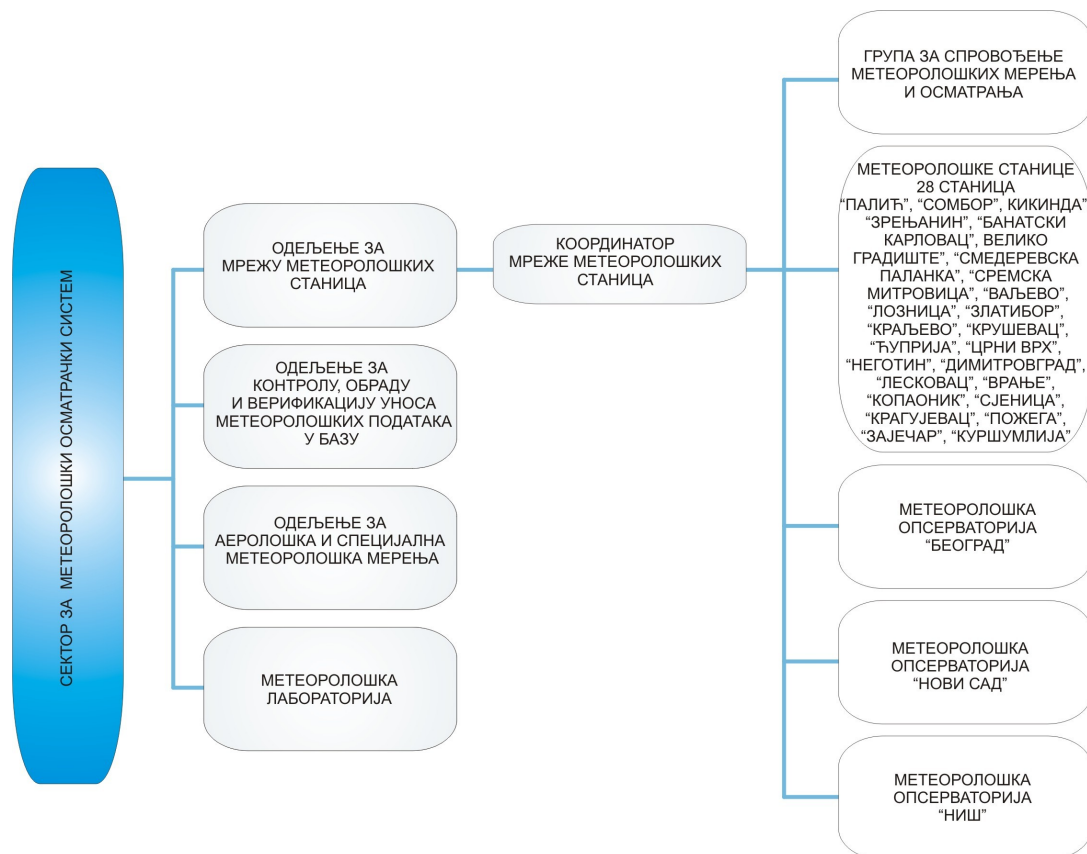 СЕКТОР ЗА МЕТЕОРОЛОШКИ ОСМАТРАЧКИ СИСТЕМ
ОДЕЉЕЊЕ ЗА
МРЕЖУ МЕТЕОРОЛОШКИХ
СТАНИЦА
ОДЕЉЕЊЕ ЗА
КОНТРОЛУ, ОБРАДУ
И ВЕРИФИКАЦИЈУ УНОСА
МЕТЕОРОЛОШКИХ ПОДАТАКА
У БАЗУ
ОДЕЉЕЊЕ ЗА
АЕРОЛОШКА И СПЕЦИЈАЛНА
МЕТЕОРОЛОШКА МЕРЕЊА
МЕТЕОРОЛОШКА
ЛАБОРАТОРИЈА
КООРДИНАТОР
МРЕЖЕ МЕТЕОРОЛОШКИХ
СТАНИЦА
ГРУПА ЗА СПРОВОЂЕЊЕ
МЕТЕОРОЛОШКИХ МЕРЕЊА
И ОСМАТРАЊА
МЕТЕОРОЛОШКЕ СТАНИЦЕ
28 СТАНИЦА
“ПАЛИЋ”, “СОМБОР”, КИКИНДА”
“ЗРЕЊАНИН”, “БАНАТСКИ
КАРЛОВАЦ”, ВЕЛИКО
ГРАДИШТЕ”, “СМЕДЕРЕВСКА
ПАЛАНКА”, “СРЕМСКА
МИТРОВИЦА”, “ВАЉЕВО”,
“ЛОЗНИЦА”, “ЗЛАТИБОР”,
“КРАЉЕВО”, “КРУШЕВАЦ”,
“ЋУПРИЈА”, “ЦРНИ ВРХ”,
“НЕГОТИН”, “ДИМИТРОВГРАД”,
“ЛЕСКОВАЦ”, “ВРАЊЕ”,
“КОПАОНИК”, “СЈЕНИЦА”,
“КРАГУЈЕВАЦ”, “ПОЖЕГА”,
“ЗАЈЕЧАР”, “КУРШУМЛИЈА”
МЕТЕОРОЛОШКА
ОПСЕРВАТОРИЈА
“БЕОГРАД”
МЕТЕОРОЛОШКА
ОПСЕРВАТОРИЈА
“НОВИ САД”
МЕТЕОРОЛОШКА
ОПСЕРВАТОРИЈА
“НИШ”